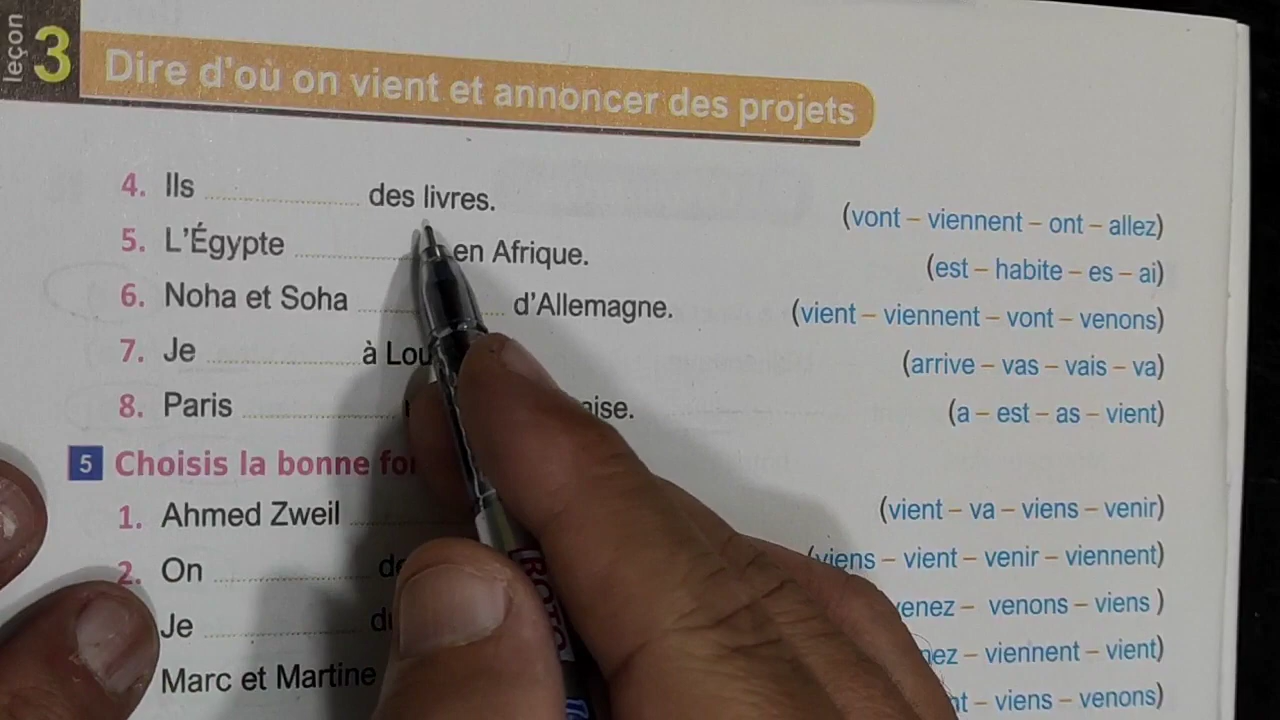 leçon 3 Dire d'où on vient et annoncer des projets
4. Ils .................... des livres. (vont – viennent – ont – allez)
5. L'Égypte .................... en Afrique. (est – habite – es – ai)
6. Noha et Soha .................... d'Allemagne. (vient – viennent – vont – venons)
7. Je .................... à (arrive – vas – vais – va)
8. Paris .................... (a – est – as – vient)
5 Choisis la bonne
1. Ahmed Zweil .................... (vient – va – viens – venir)
2. On .................... (viens – vient – venir – viennent)
Je .................... venons – viens )
Marc et Martine – viennent – vient)
– viens – venons)